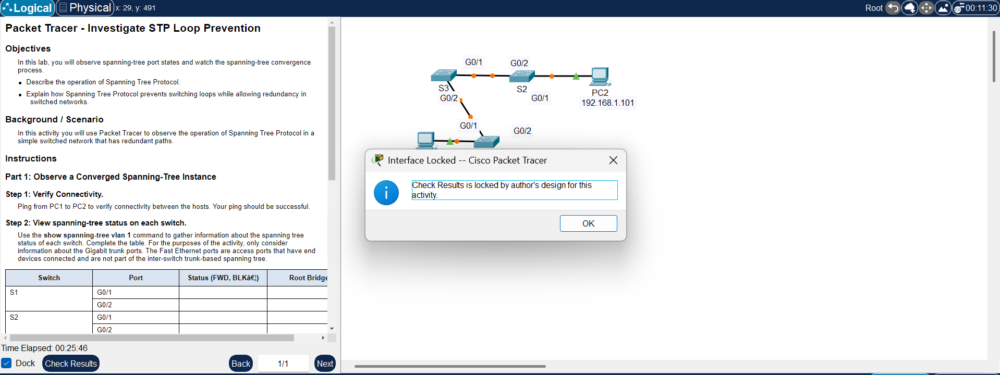 Logical
Physical
x: 29, y: 491
Root
00:11:30
Packet Tracer - Investigate STP Loop Prevention
Objectives
In this lab, you will observe spanning-tree port states and watch the spanning-tree convergence
process.
• Describe the operation of Spanning Tree Protocol.
• Explain how Spanning Tree Protocol prevents switching loops while allowing redundancy in
switched networks.
Background / Scenario
In this activity you will use Packet Tracer to observe the operation of Spanning Tree Protocol in a
simple switched network that has redundant paths.
Instructions
Part 1: Observe a Converged Spanning-Tree Instance
Step 1: Verify Connectivity.
Ping from PC1 to PC2 to verify connectivity between the hosts. Your ping should be successful.
Step 2: View spanning-tree status on each switch.
Use the show spanning-tree vlan 1 command to gather information about the spanning tree
status of each switch. Complete the table. For the purposes of the activity, only consider
information about the Gigabit trunk ports. The Fast Ethernet ports are access ports that have end
devices connected and are not part of the inter-switch trunk-based spanning tree.
Switch Port Status (FWD, BLKâ€¦) Root Bridge
S1 G0/1
G0/2
S2 G0/1
G0/2
Time Elapsed: 00:25:46
Dock
Check Results
Back
1/1
Next
G0/1
G0/2
S3
G0/2
S2
G0/1
PC2
192.168.1.101
G0/1
G0/2
Interface Locked -- Cisco Packet Tracer
Check Results is locked by author's design for this
activity.
OK